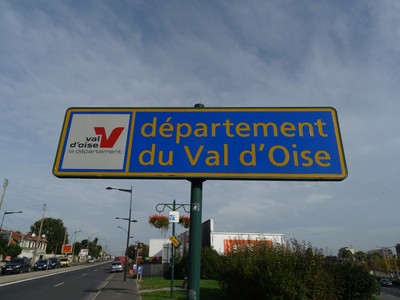 val
d'oise
le département
département
du Val d'Oise